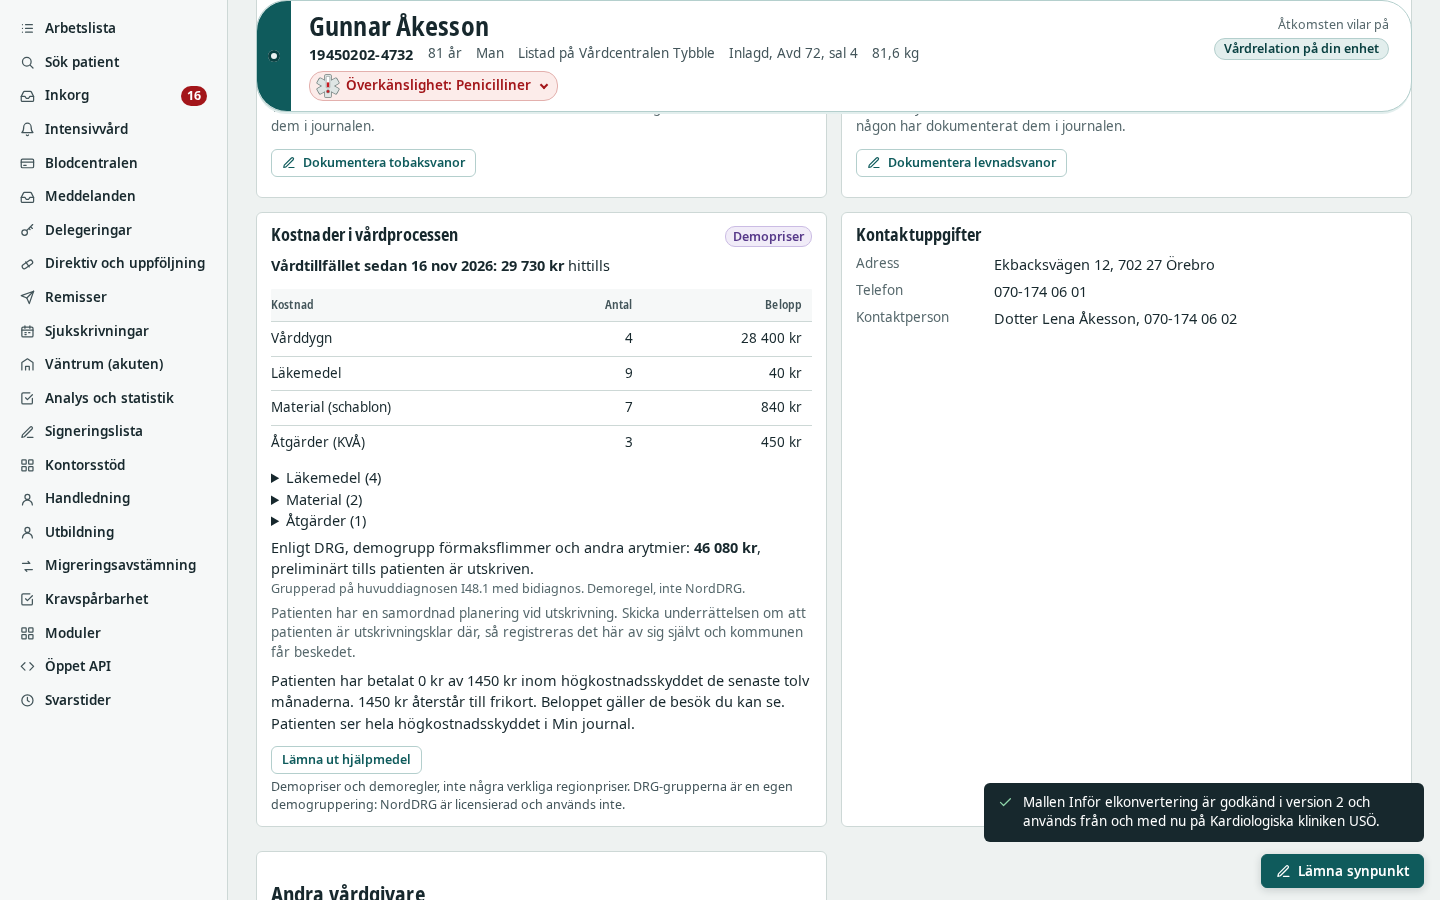 Arbetslista
Sök patient
Inkorg 16
Intensivvård
Blodcentralen
Meddelanden
Delegeringar
Direktiv och uppföljning
Remisser
Sjukskrivningar
Väntrum (akuten)
Analys och statistik
Signeringslista
Kontorsstöd
Handledning
Utbildning
Migreringsavstämning
Kravspårbarhet
Moduler
Öppet API
Svarstider
Gunnar Åkesson
19450202-4732 81 år Man Listad på Vårdcentralen Tybble Inlagd, Avd 72, sal 4 81,6 kg
Överkänslighet: Penicilliner
Åtkomsten vilar på
Vårdrelation på din enhet
dem i journalen.
Dokumentera tobaksvanor
någon har dokumenterat dem i journalen.
Dokumentera levnadsvanor
Kostnader i vårdprocessen
Demopriser
Vårdtillfället sedan 16 nov 2026: 29 730 kr hittills
Kostnad Antal Belopp
Vårddygn 4 28 400 kr
Läkemedel 9 40 kr
Material (schablon) 7 840 kr
Åtgärder (KVÅ) 3 450 kr
Läkemedel (4)
Material (2)
Åtgärder (1)
Enligt DRG, demogrupp förmaksflimmer och andra arytmier: 46 080 kr,
preliminärt tills patienten är utskriven.
Grupperad på huvuddiagnosen I48.1 med bidiagnos. Demoregel, inte NordDRG.
Patienten har en samordnad planering vid utskrivning. Skicka underrättelsen om att
patienten är utskrivningsklar där, så registreras det här av sig självt och kommunen
får beskedet.
Patienten har betalat 0 kr av 1450 kr inom högkostnadsskyddet de senaste tolv
månaderna. 1450 kr återstår till frikort. Beloppet gäller de besök du kan se.
Patienten ser hela högkostnadsskyddet i Min journal.
Lämna ut hjälpmedel
Demopriser och demoregler, inte några verkliga regionpriser. DRG-grupperna är en egen
demogruppering: NordDRG är licensierad och används inte.
Kontaktuppgifter
Adress Ekbacksvägen 12, 702 27 Örebro
Telefon 070-174 06 01
Kontaktperson Dotter Lena Åkesson, 070-174 06 02
Mallen Inför elkonvertering är godkänd i version 2 och
används från och med nu på Kardiologiska kliniken USÖ.
Lämna synpunkt
Andra vårdgivare